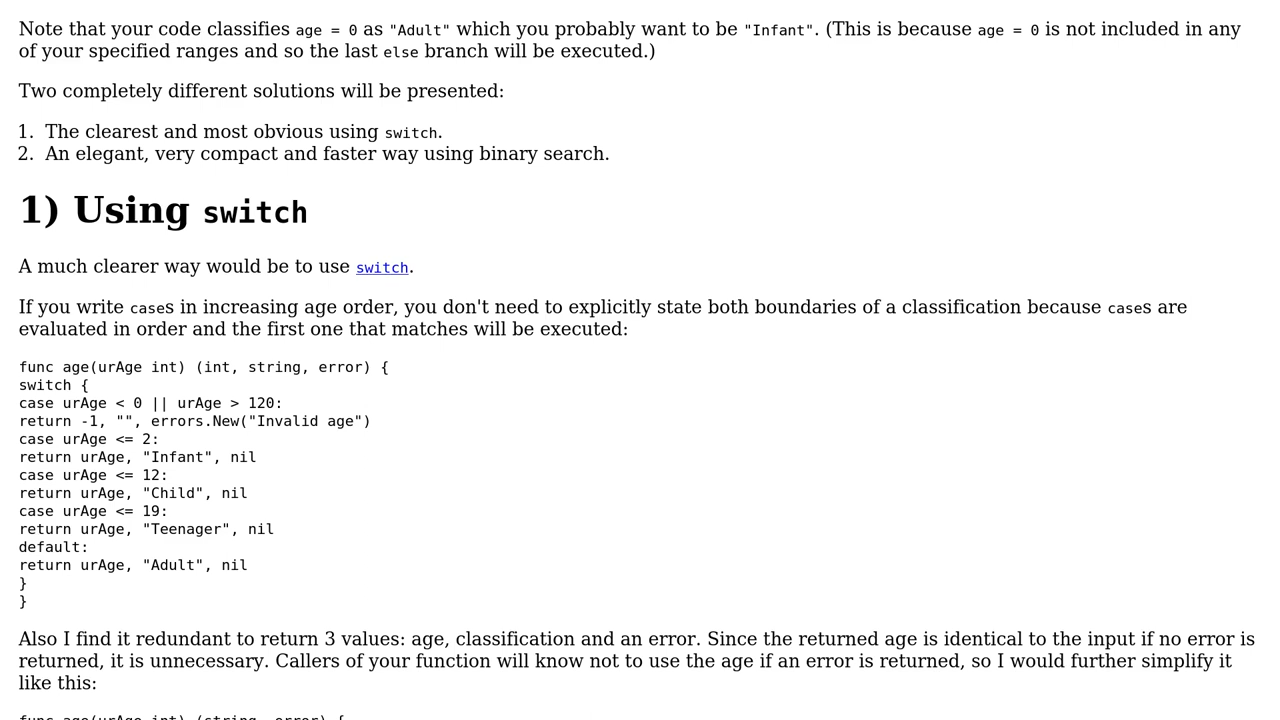 Note that your code classifies age = 0 as "Adult" which you probably want to be "Infant". (This is because age = 0 is not included in any
of your specified ranges and so the last else branch will be executed.)
Two completely different solutions will be presented:
1. The clearest and most obvious using switch.
2. An elegant, very compact and faster way using binary search.
1) Using switch
A much clearer way would be to use switch.
If you write cases in increasing age order, you don't need to explicitly state both boundaries of a classification because cases are
evaluated in order and the first one that matches will be executed:
func age(urAge int) (int, string, error) {
switch {
case urAge < 0 || urAge > 120:
return -1, "", errors.New("Invalid age")
case urAge <= 2:
return urAge, "Infant", nil
case urAge <= 12:
return urAge, "Child", nil
case urAge <= 19:
return urAge, "Teenager", nil
default:
return urAge, "Adult", nil
}
}
Also I find it redundant to return 3 values: age, classification and an error. Since the returned age is identical to the input if no error is
returned, it is unnecessary. Callers of your function will know not to use the age if an error is returned, so I would further simplify it
like this:
func age(urAge int) (string, error) {